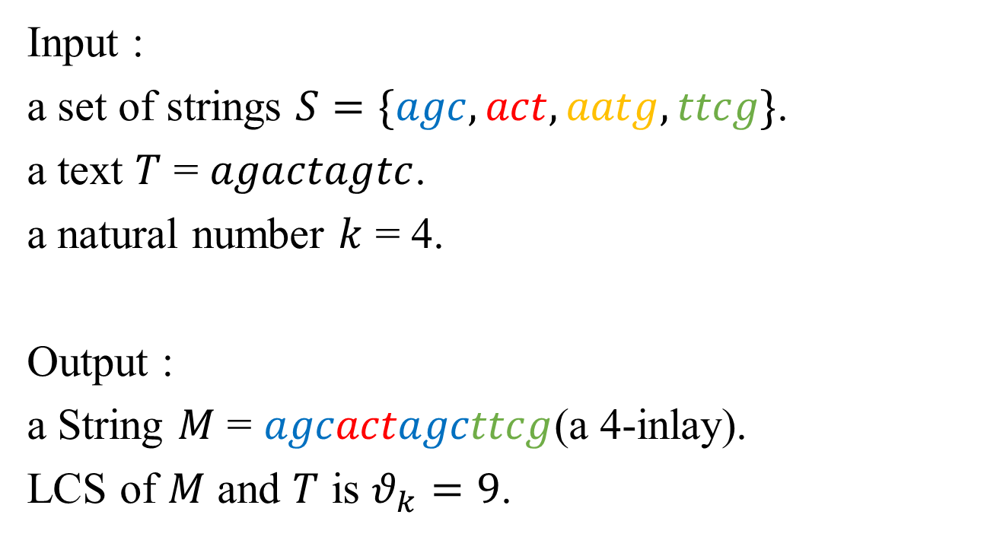 Input :
a set of strings S = {agc, act, aatg, ttcg}.
a text T = agactagtc.
a natural number k = 4.
Output :
a String M = agcactagcttcg(a 4-inlay).
LCS of M and T is ϑₖ = 9.